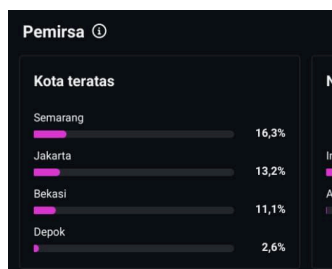 Pemirsa ⓘ
Kota teratas
Semarang
16,3%
Jakarta
13,2%
Bekasi
11,1%
Depok
2,6%